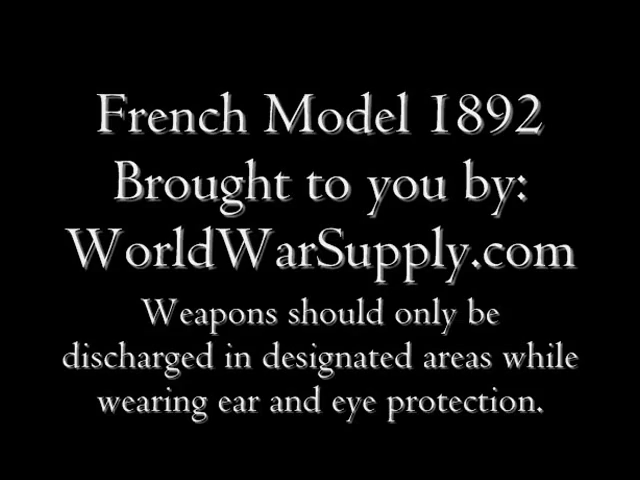 French Model 1892
Brought to you by:
WorldWarSupply.com
Weapons should only be
discharged in designated areas while
wearing ear and eye protection.